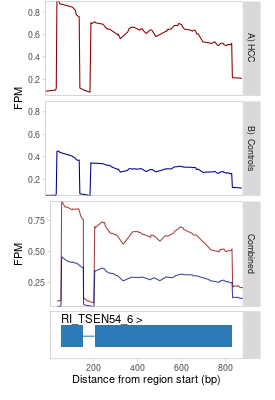 0.8
0.6
0.4
0.2
FPM
A) HCC
0.8
0.6
0.4
0.2
B): Controls
0.75
0.50
0.25
FPM
Combined
RI_TSEN54_6 >
200 400 600 800
Distance from region start (bp)